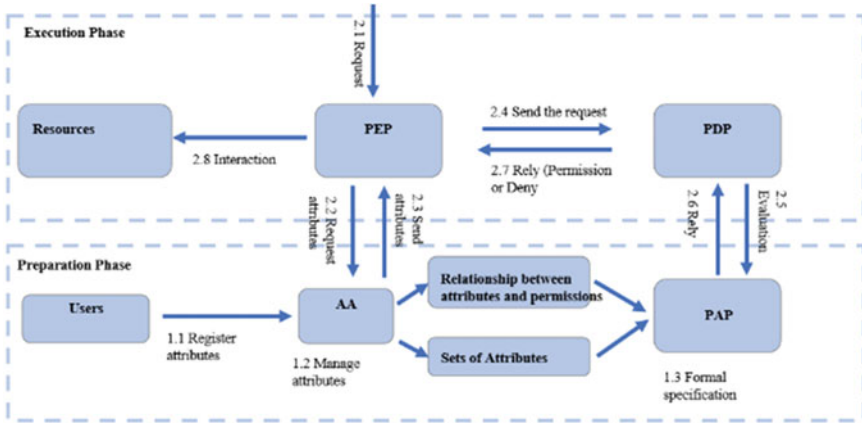 Execution Phase
2.1 Request
Resources
PEP
PDP
2.4 Send the request
2.8 Interaction
2.7 Rely (Permission
or Deny
2.2 Request
attributes
2.3 Send
attributes
2.6 Rely
2.5
Evaluation
Preparation Phase
Users
AA
Relationship between
attributes and permissions
PAP
1.1 Register
attributes
1.2 Manage
attributes
Sets of Attributes
1.3 Formal
specification